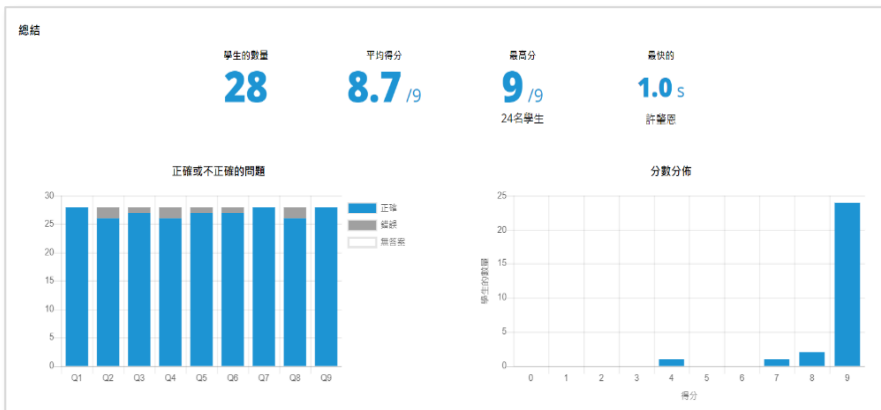 總結
學生的數量
平均得分
最高分
最快的
28
8.7 /9
9 /9
1.0 s
24名學生
許肇恩
正確或不正確的問題
30
25
20
15
10
5
0
Q1 Q2 Q3 Q4 Q5 Q6 Q7 Q8 Q9
正確
錯誤
無答案
分數分佈
學生的數量
25
20
15
10
5
0
0 1 2 3 4 5 6 7 8 9
得分